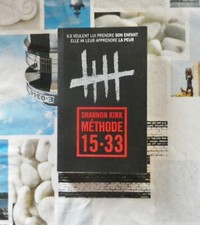 ILS VEULENT LUI PRENDRE SON ENFANT
ELLE VA LEUR APPRENDRE LA PEUR
SHANNON KIRK
MÉTHODE
15·33